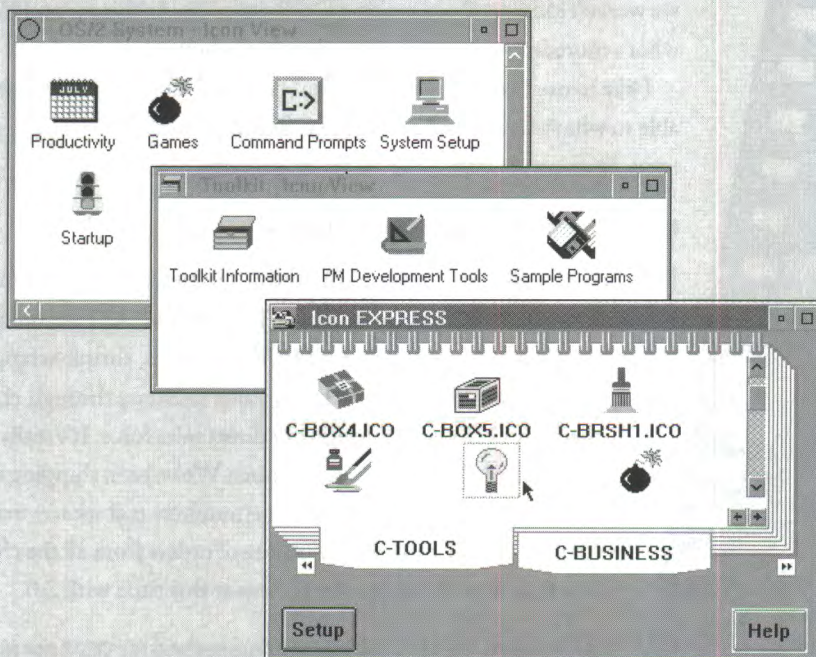 OS/2 System - Icon View
Productivity
Games
Command Prompts
System Setup
Startup
Toolkit - Icon View
Toolkit Information
PM Development Tools
Sample Programs
Icon EXPRESS
C-BOX4.ICO
C-BOX5.ICO
C-BRSH1.ICO
C-TOOLS
C-BUSINESS
Setup
Help
JULY
C:>